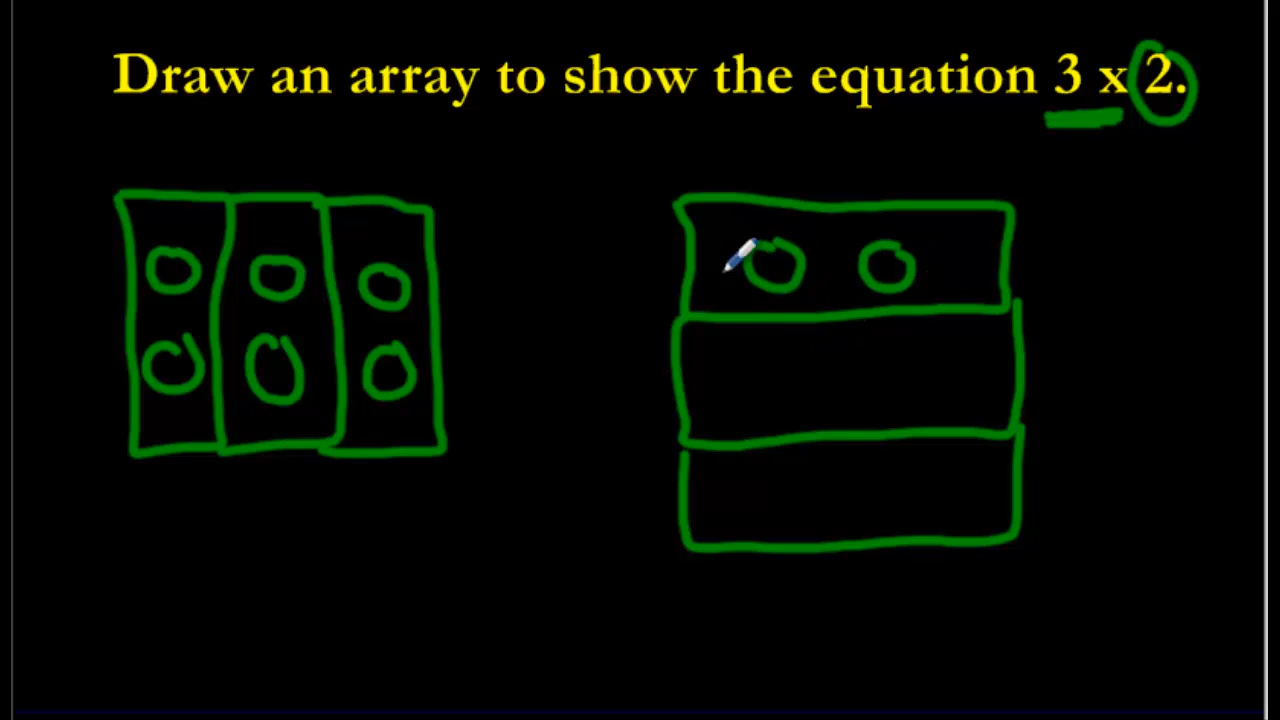 Draw an array to show the equation 3 x 2.